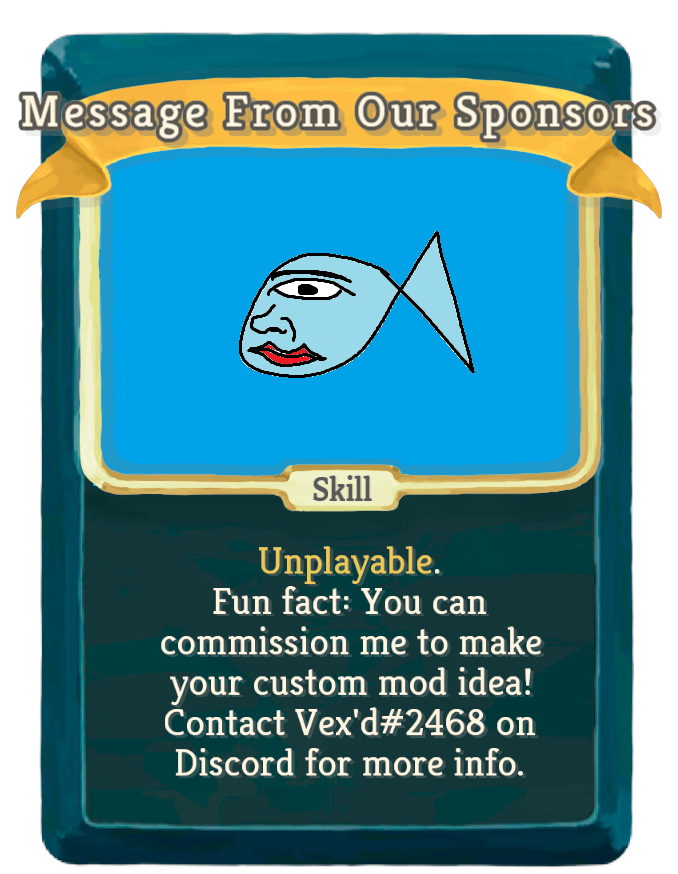 Message From Our Sponsors
Skill
Unplayable.
Fun fact: You can
commission me to make
your custom mod idea!
Contact Vex'd#2468 on
Discord for more info.